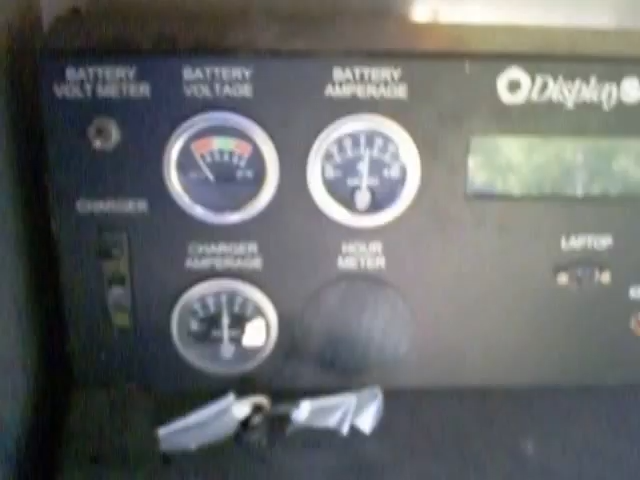 BATTERY
VOLT METER
BATTERY
VOLTAGE
BATTERY
AMPERAGE
Display
CHARGER
CHARGER
AMPERAGE
HOUR
METER
LAPTOP